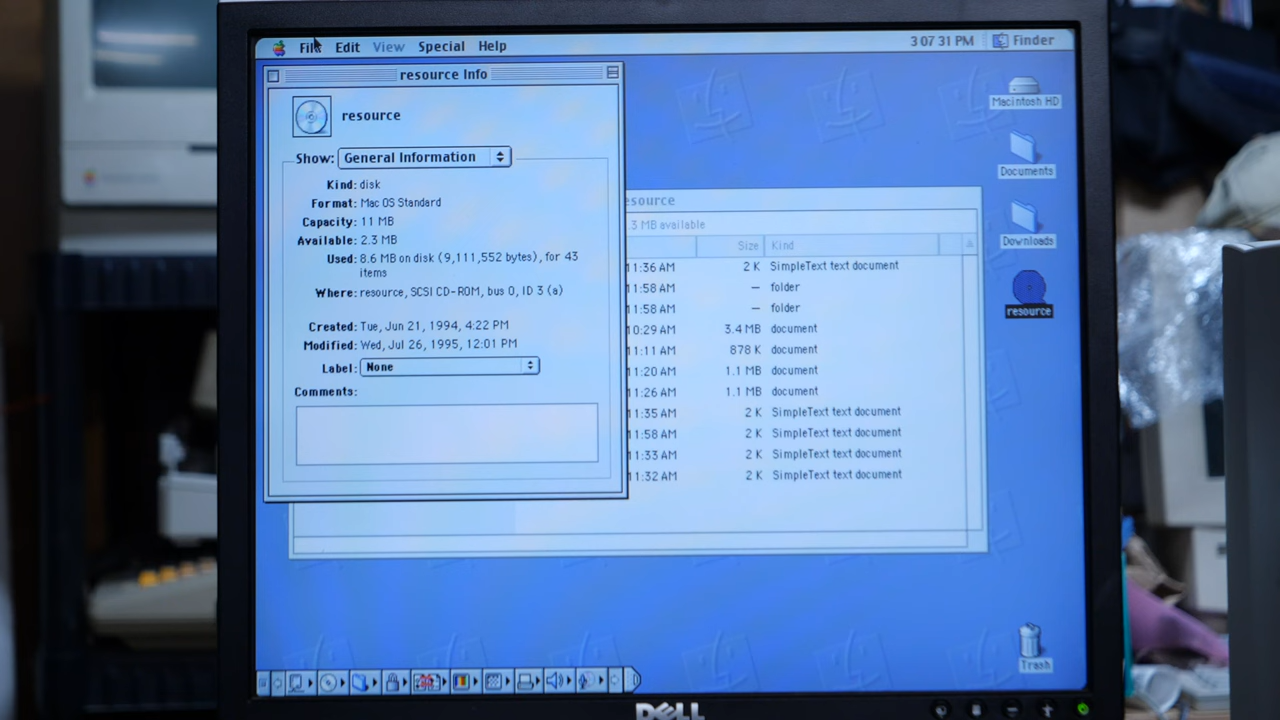 File Edit View Special Help
3 07 31 PM Finder
resource Info
resource
Show: General Information
Kind: disk
Format: Mac OS Standard
Capacity: 11 MB
Available: 2.3 MB
Used: 8.6 MB on disk (9,111,552 bytes), for 43
items
Where: resource, SCSI CD-ROM, bus 0, ID 3 (a)
Created: Tue, Jun 21, 1994, 4:22 PM
Modified: Wed, Jul 26, 1995, 12:01 PM
Label: None
Comments:
esource
.3 MB available
Size Kind
11:36 AM 2 K SimpleText text document
11:58 AM – folder
11:58 AM – folder
10:29 AM 3.4 MB document
11:11 AM 878 K document
11:20 AM 1.1 MB document
11:26 AM 1.1 MB document
11:35 AM 2 K SimpleText text document
11:58 AM 2 K SimpleText text document
11:33 AM 2 K SimpleText text document
11:32 AM 2 K SimpleText text document
Macintosh HD
Documents
Downloads
resource
Trash
DELL